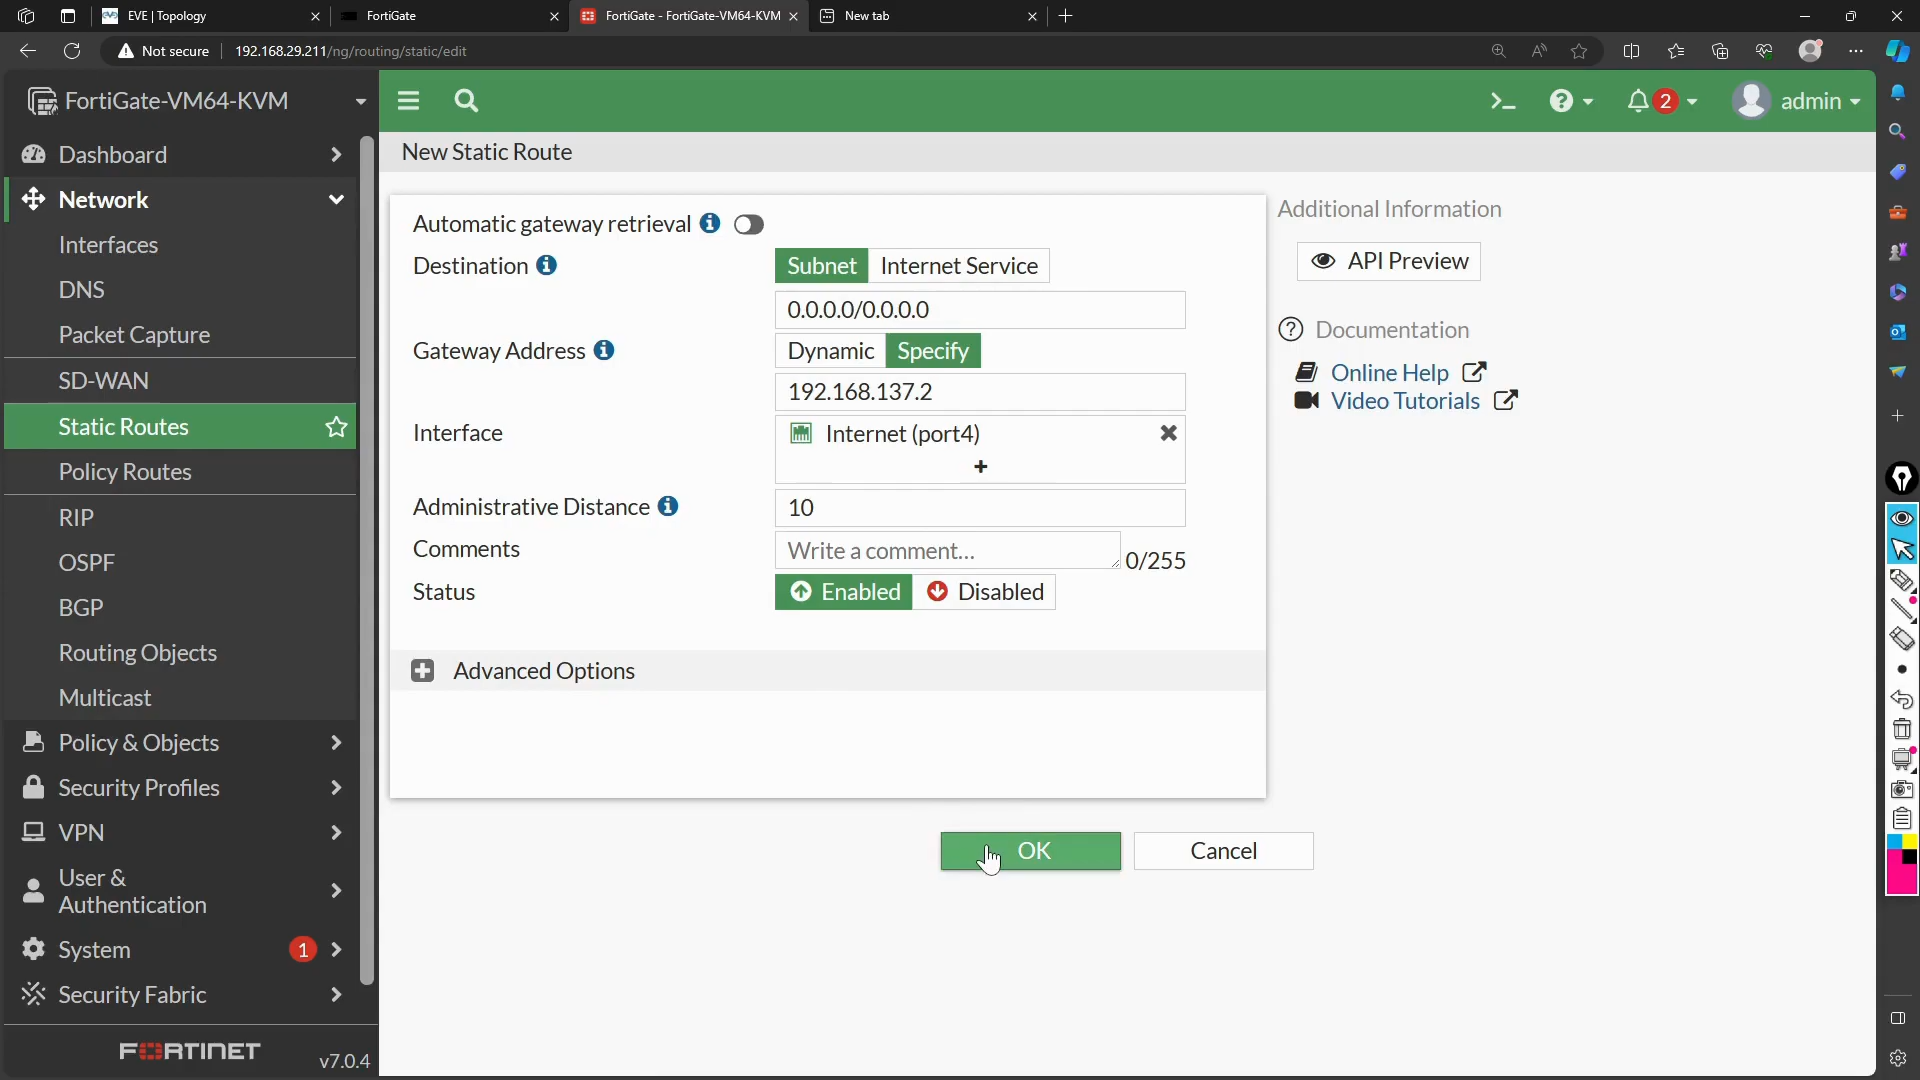 EVE | Topology
FortiGate
FortiGate - FortiGate-VM64-KVM
New tab
Not secure
192.168.29.211/ng/routing/static/edit
FortiGate-VM64-KVM
2
admin
Dashboard
Network
Interfaces
DNS
Packet Capture
SD-WAN
Static Routes
Policy Routes
RIP
OSPF
BGP
Routing Objects
Multicast
Policy & Objects
Security Profiles
VPN
User &
Authentication
System
1
Security Fabric
FORTINET
v7.0.4
New Static Route
Automatic gateway retrieval
Destination
Subnet Internet Service
0.0.0.0/0.0.0.0
Gateway Address
Dynamic Specify
192.168.137.2
Interface
Internet (port4)
Administrative Distance
10
Comments
Write a comment...
0/255
Status
Enabled Disabled
Advanced Options
OK
Cancel
Additional Information
API Preview
Documentation
Online Help
Video Tutorials